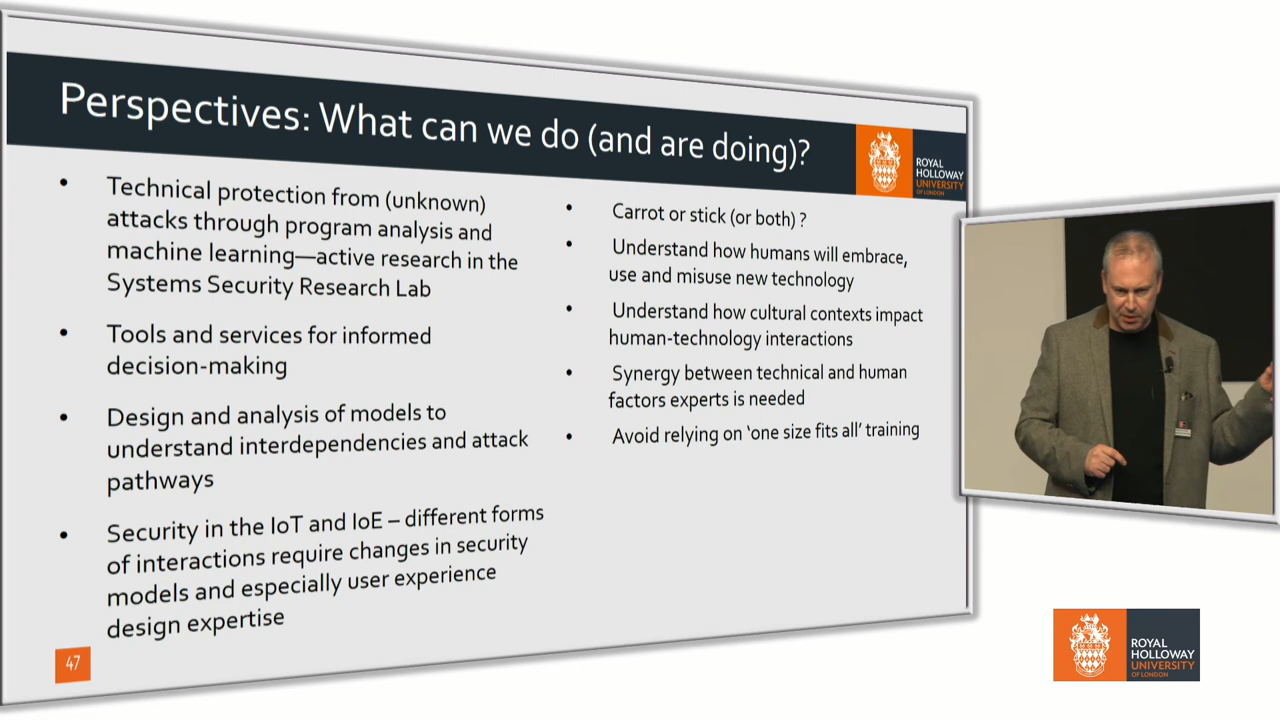 Perspectives: What can we do (and are doing)?
ROYAL
HOLLOWAY
UNIVERSITY
OF LONDON
• Technical protection from (unknown)
attacks through program analysis and
machine learning—active research in the
Systems Security Research Lab
• Tools and services for informed
decision-making
• Design and analysis of models to
understand interdependencies and attack
pathways
• Security in the IoT and IoE – different forms
of interactions require changes in security
models and especially user experience
design expertise
• Carrot or stick (or both) ?
• Understand how humans will embrace,
use and misuse new technology
• Understand how cultural contexts impact
human-technology interactions
• Synergy between technical and human
factors experts is needed
• Avoid relying on ‘one size fits all’ training
47
ROYAL
HOLLOWAY
UNIVERSITY
OF LONDON